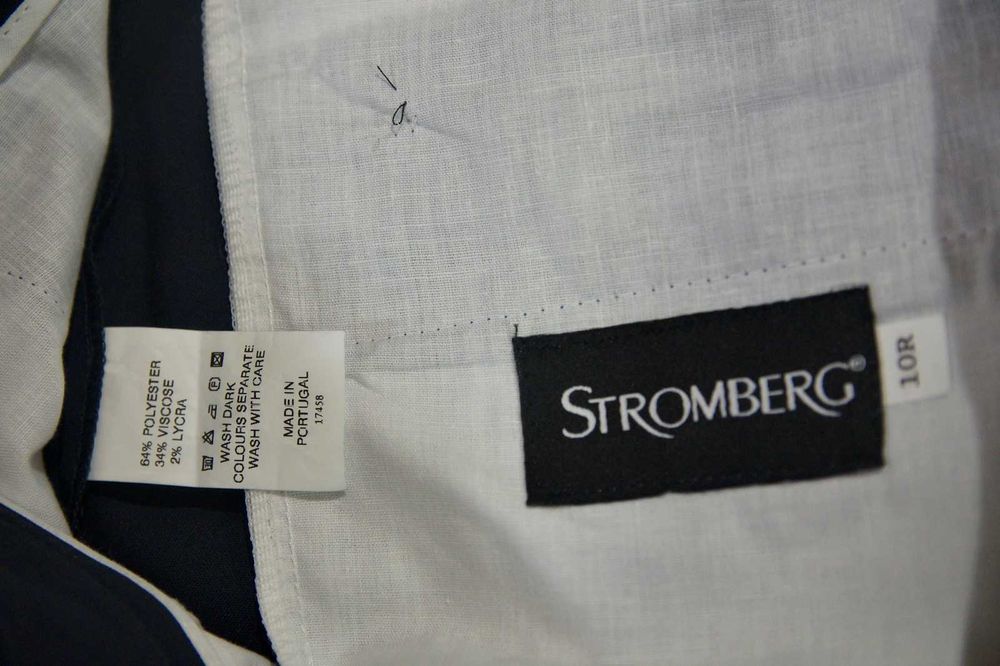 64% POLYESTER
34% VISCOSE
2% LYCRA
WASH DARK
COLOURS SEPARATE
WASH WITH CARE
MADE IN
PORTUGAL
17458
STROMBERG®
10R